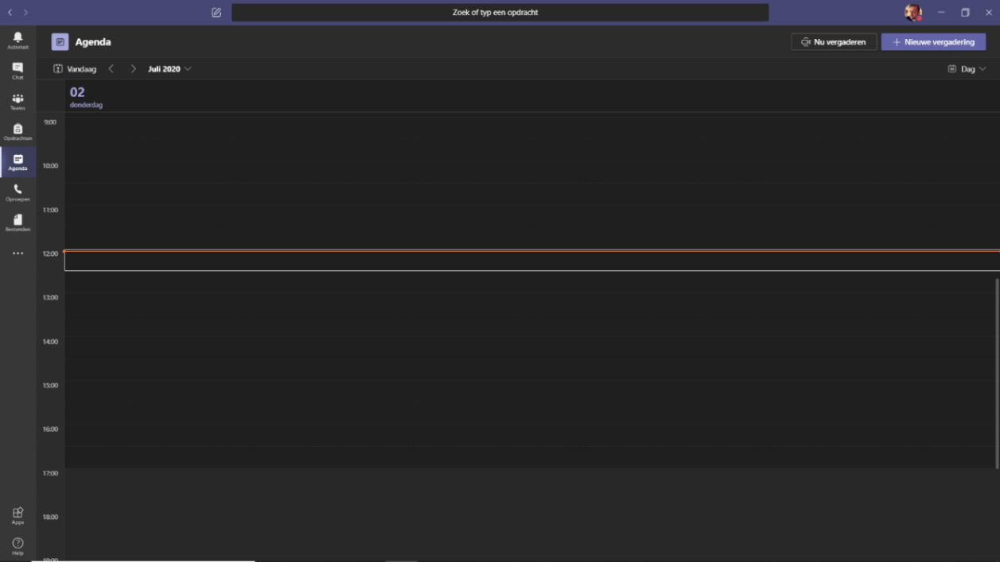 Zoek of typ een opdracht
Activiteit
Chat
Teams
Opdrachten
Agenda
Oproepen
Bestanden
Apps
Help
Agenda
Nu vergaderen
Nieuwe vergadering
Vandaag
Juli 2020
Dag
02
donderdag
9:00
10:00
11:00
12:00
13:00
14:00
15:00
16:00
17:00
18:00
19:00